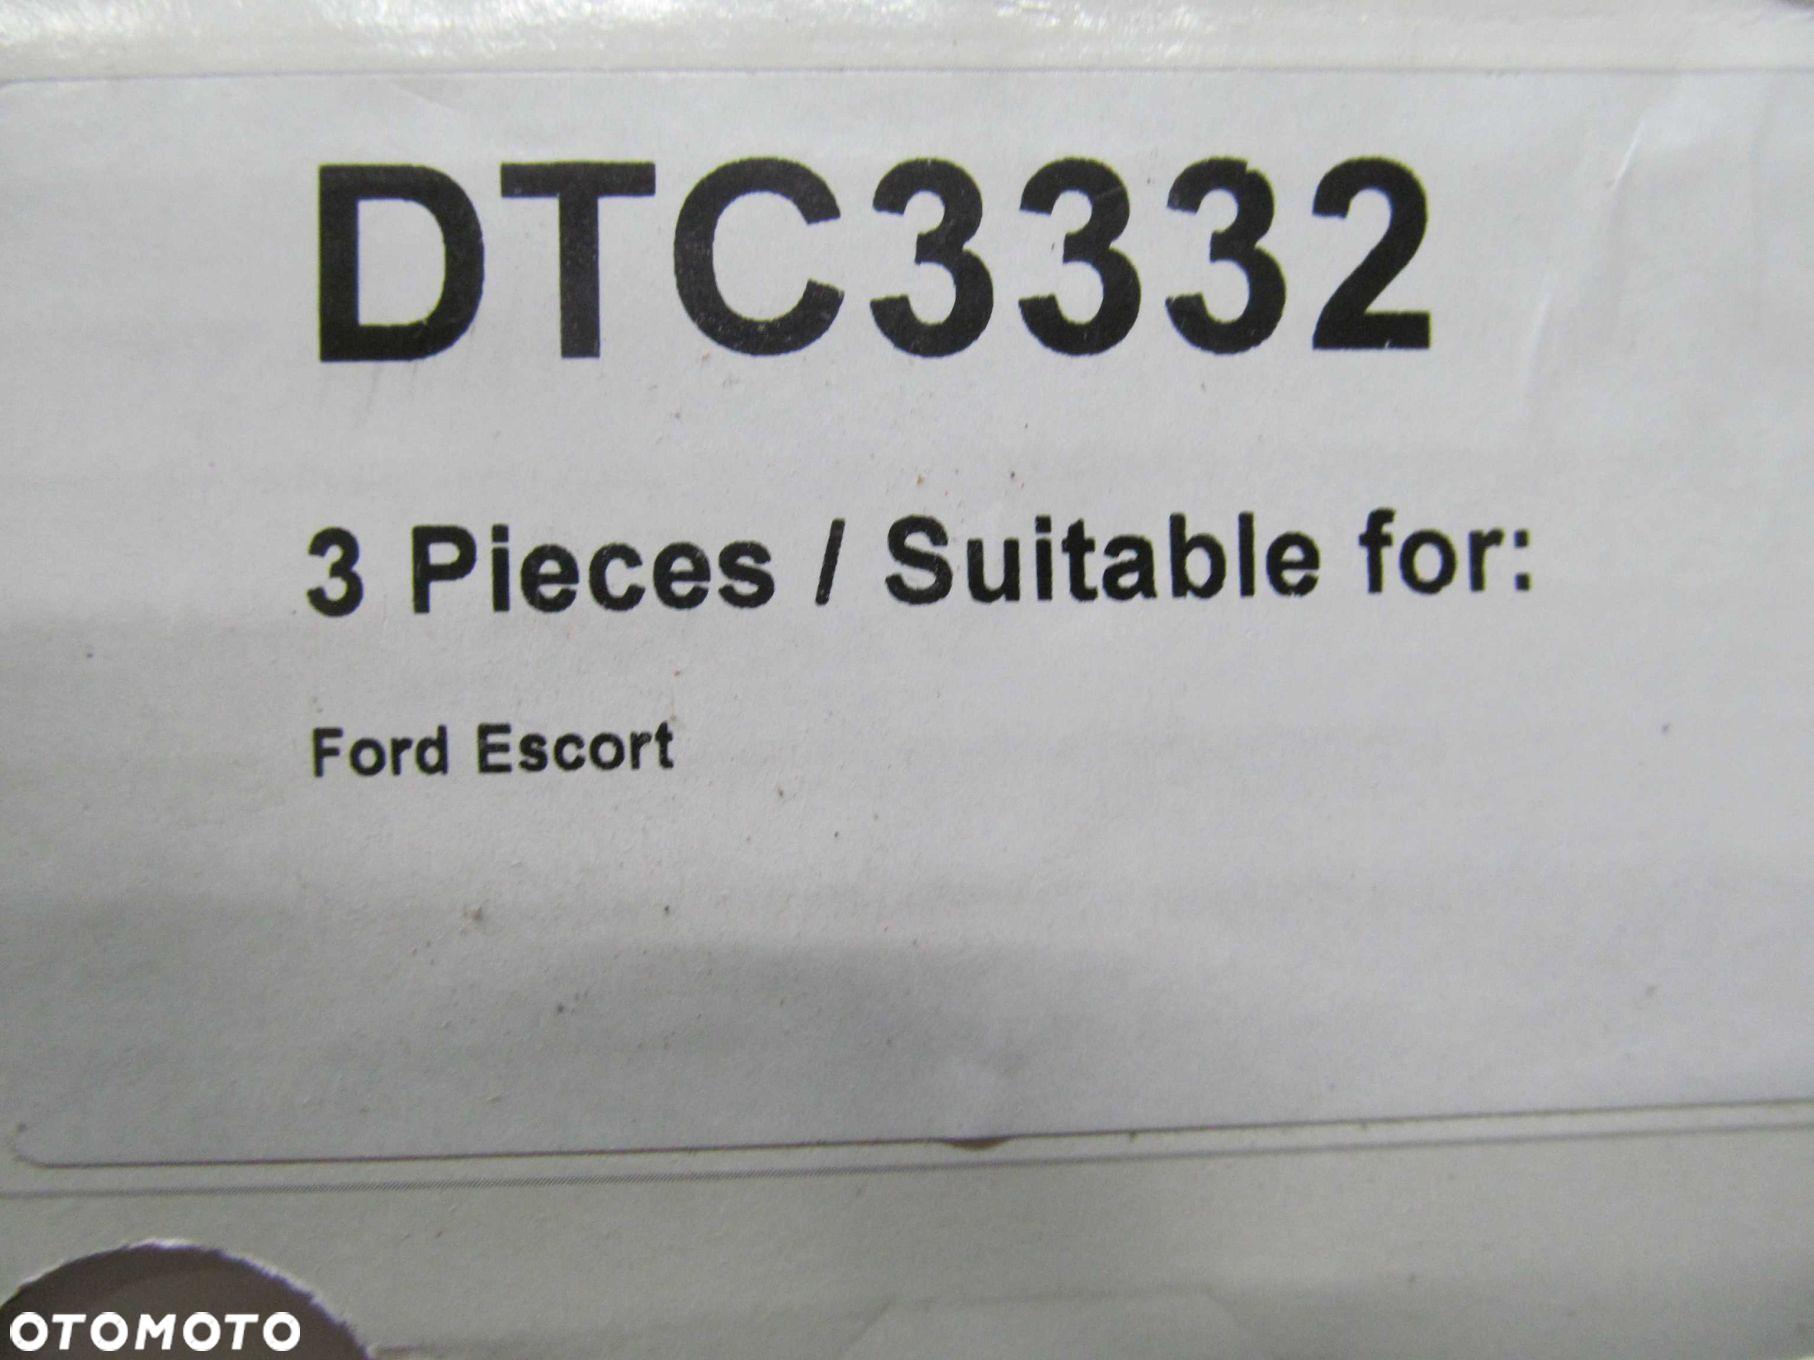 DTC3332
3 Pieces / Suitable for:
Ford Escort
OTOMOTO